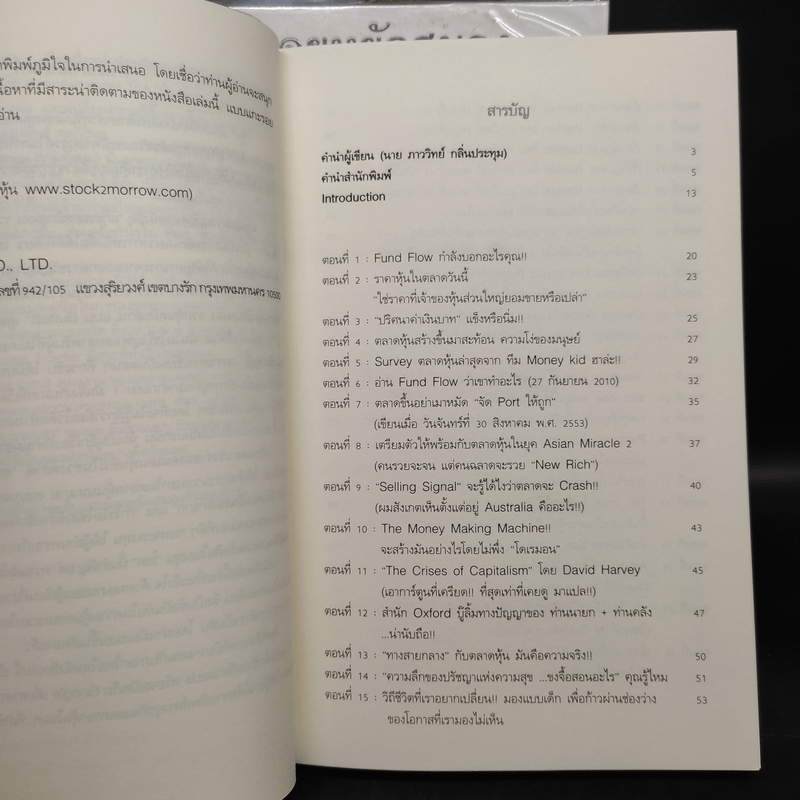 พิมพ์ภูมิใจในการนำเสนอ โดยเชื่อว่าท่านผู้อ่านจะสนุก
เนื้อหาที่มีสาระน่าติดตามของหนังสือเล่มนี้ แบบแกะรอย
อ่าน
หุ้น www.stock2morrow.com)
O., LTD.
เลขที่ 942/105 แขวงสุริยวงศ์ เขตบางรัก กรุงเทพมหานคร 10500
สารบัญ
คำนำผู้เขียน (นาย ภาววิทย์ กลิ่นประทุม) 3
คำนำสำนักพิมพ์ 5
Introduction 13
ตอนที่ 1 : Fund Flow กำลังบอกอะไรคุณ!! 20
ตอนที่ 2 : ราคาหุ้นในตลาดวันนี้ 23
"ใช่ราคาที่เจ้าของหุ้นส่วนใหญ่ยอมขายหรือเปล่า"
ตอนที่ 3 : "ปริศนาค่าเงินบาท" แข็งหรือนิ่ม!! 25
ตอนที่ 4 : ตลาดหุ้นสร้างขึ้นมาสะท้อน ความโง่ของมนุษย์ 27
ตอนที่ 5 : Survey ตลาดหุ้นล่าสุดจาก ทีม Money kid ฮาล่ะ!! 29
ตอนที่ 6 : อ่าน Fund Flow ว่าเขาทำอะไร (27 กันยายน 2010) 32
ตอนที่ 7 : ตลาดขึ้นอย่าเมาหมัด "จัด Port ให้ถูก" 35
(เขียนเมื่อ วันจันทร์ที่ 30 สิงหาคม พ.ศ. 2553)
ตอนที่ 8 : เตรียมตัวให้พร้อมกับตลาดหุ้นในยุค Asian Miracle 2 37
(คนรวยจะจน แต่คนฉลาดจะรวย "New Rich")
ตอนที่ 9 : "Selling Signal" จะรู้ได้ไงว่าตลาดจะ Crash!! 40
(ผมสังเกตเห็นตั้งแต่อยู่ Australia คืออะไร!!)
ตอนที่ 10 : The Money Making Machine!! 43
จะสร้างมันอย่างไรโดยไม่พึ่ง "โดเรมอน"
ตอนที่ 11 : "The Crises of Capitalism" โดย David Harvey 45
(เอาการ์ตูนที่เครียด!! ที่สุดเท่าที่เคยดู มาแปล!!)
ตอนที่ 12 : สำนัก Oxford บู๊ลิ้มทางปัญญาของ ท่านนายก + ท่านคลัง 47
...น่านับถือ!!
ตอนที่ 13 : "ทางสายกลาง" กับตลาดหุ้น มันคือความจริง!! 50
ตอนที่ 14 : "ความลึกของปรัชญาแห่งความสุข ...ขงจื้อสอนอะไร" คุณรู้ไหม 51
ตอนที่ 15 : วิถีชีวิตที่เราอยากเปลี่ยน!! มองแบบเด็ก เพื่อก้าวผ่านช่องว่าง 53
ของโอกาสที่เรามองไม่เห็น